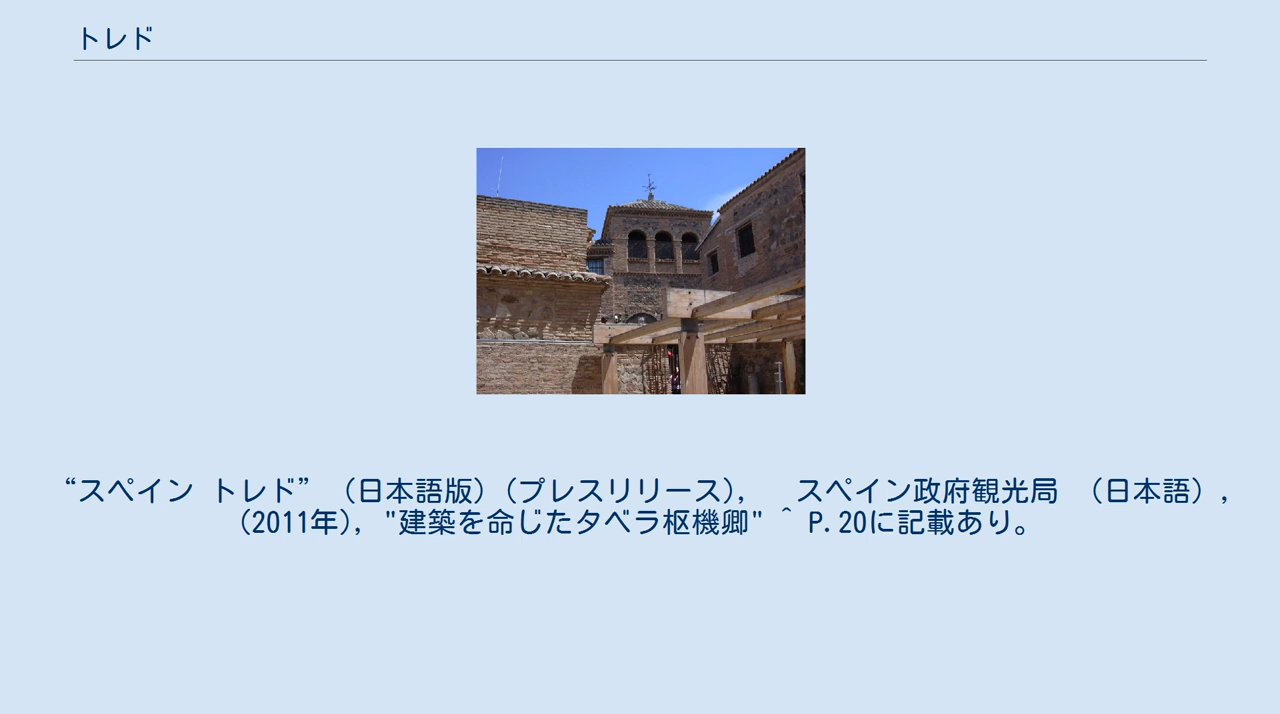 トレド
“スペイン トレド” （日本語版）(プレスリリース),　スペイン政府観光局 （日本語）,
(2011年), "建築を命じたタベラ枢機卿" ^ P.20に記載あり。